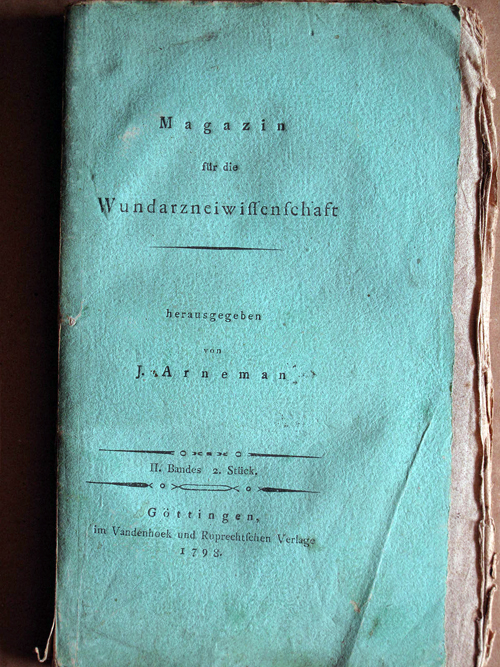 Magazin
für die
Wundarzneiwiſſenſchaft
herausgegeben
von
J. Arneman
II. Bandes 2. Stück.
Göttingen,
im Vandenhoek und Ruprechtſchen Verlage
1798.